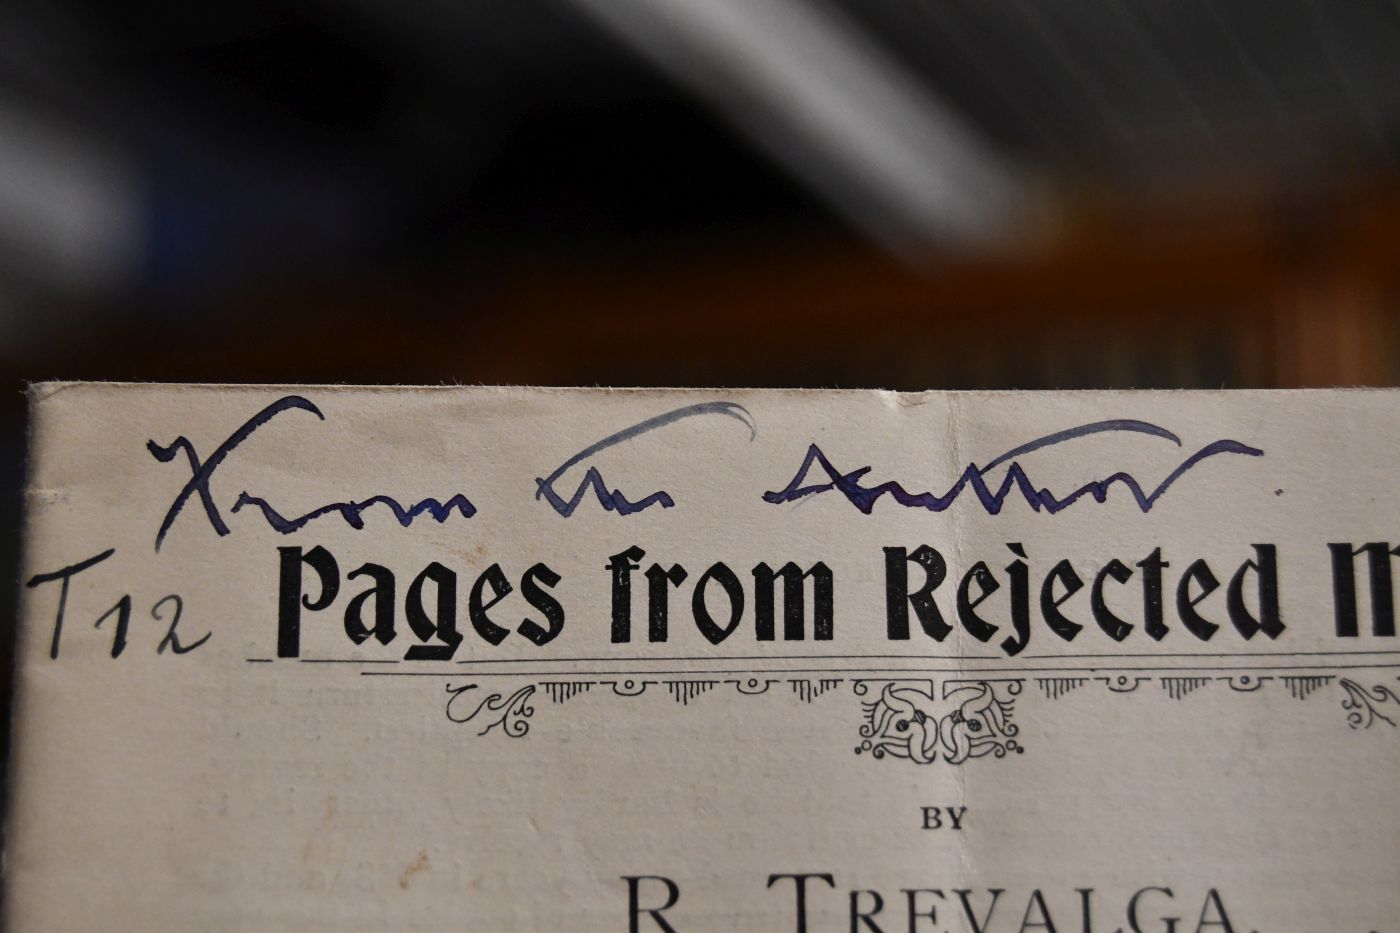 From the Author.
T12
Pages from Rejected M
BY
R. TREVALGA.